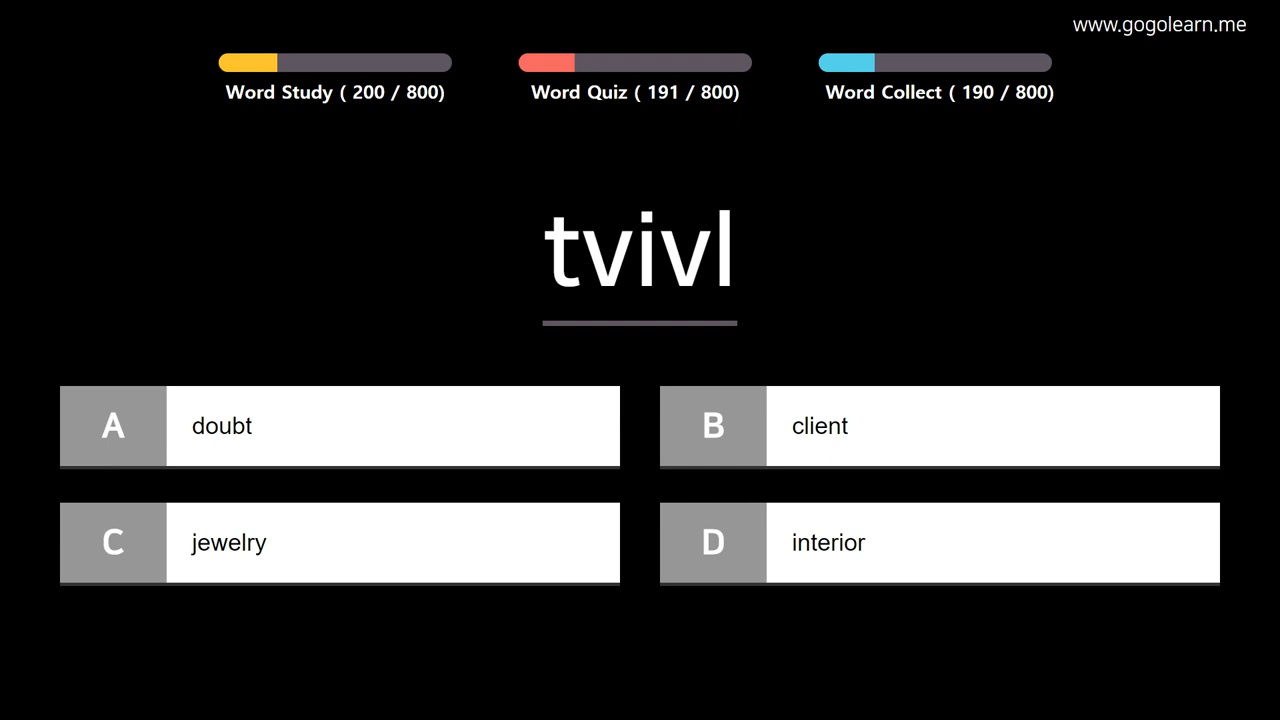 www.gogolearn.me
Word Study ( 200 / 800)
Word Quiz ( 191 / 800)
Word Collect ( 190 / 800)
tvivl
A doubt
B client
C jewelry
D interior